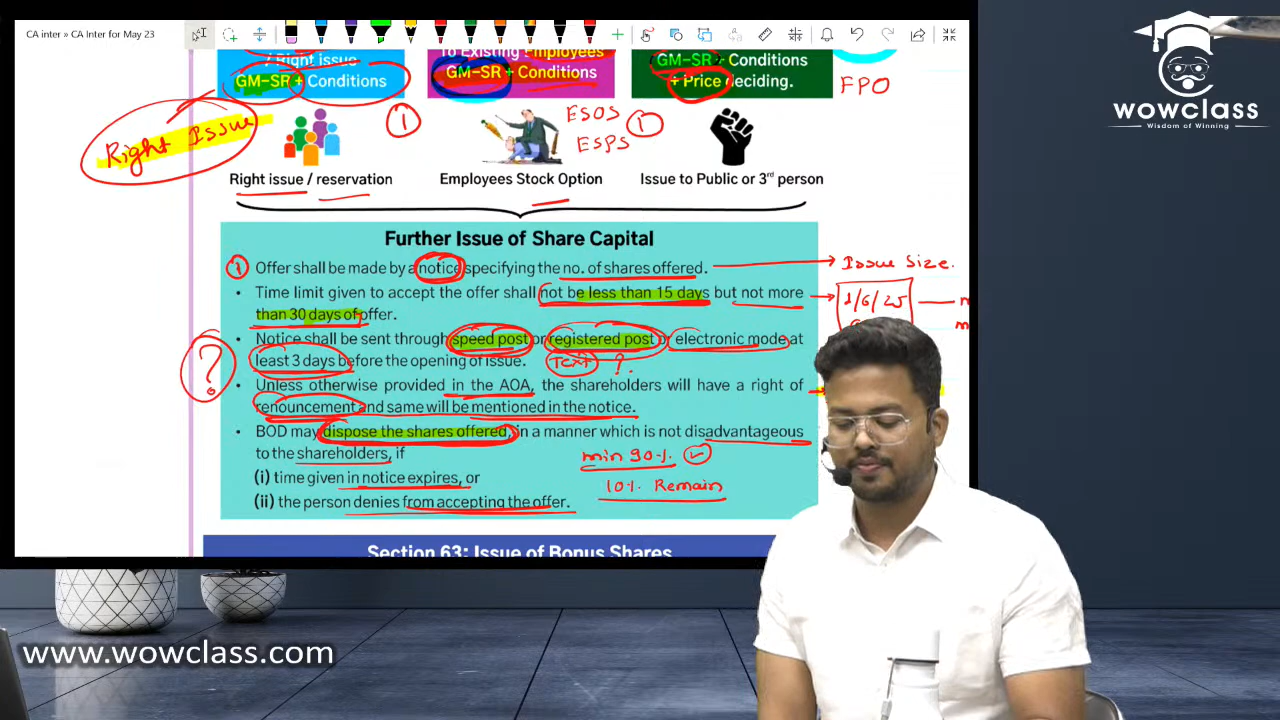 CA inter » CA Inter for May 23
/ Right issue
GM-SR + Conditions
To Existing Employees
GM-SR + Conditions
GM-SR + Conditions
+ Price deciding.
FPO
Right Issue
1
ESOS
ESPS
1
Right issue / reservation
Employees Stock Option
Issue to Public or 3rd person
wowclass
Wisdom of Winning
Further Issue of Share Capital
1 Offer shall be made by a notice specifying the no. of shares offered.
Issue Size.
• Time limit given to accept the offer shall not be less than 15 days but not more
than 30 days of offer.
1/6/25
• Notice shall be sent through speed post or registered post or electronic mode at
least 3 days before the opening of issue.
Text ?
?
• Unless otherwise provided in the AOA, the shareholders will have a right of
renouncement and same will be mentioned in the notice.
• BOD may dispose the shares offered, in a manner which is not disadvantageous
to the shareholders, if
min 90%
(i) time given in notice expires, or
10% Remain
(ii) the person denies from accepting the offer.
Section 63: Issue of Bonus Shares
www.wowclass.com